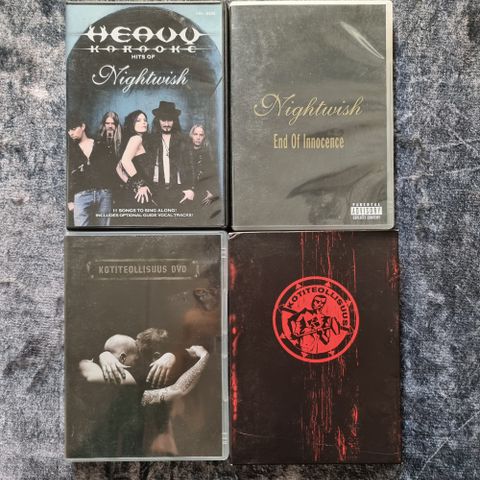 HEAVY
KARAOKE
HITS OF
Nightwish
11 SONGS TO SING ALONG!
INCLUDES OPTIONAL GUIDE VOCAL TRACKS!
Nightwish
End Of Innocence
PARENTAL
ADVISORY
EXPLICIT CONTENT
KOTITEOLLISUUS DVD
KOTITEOLLISUUS